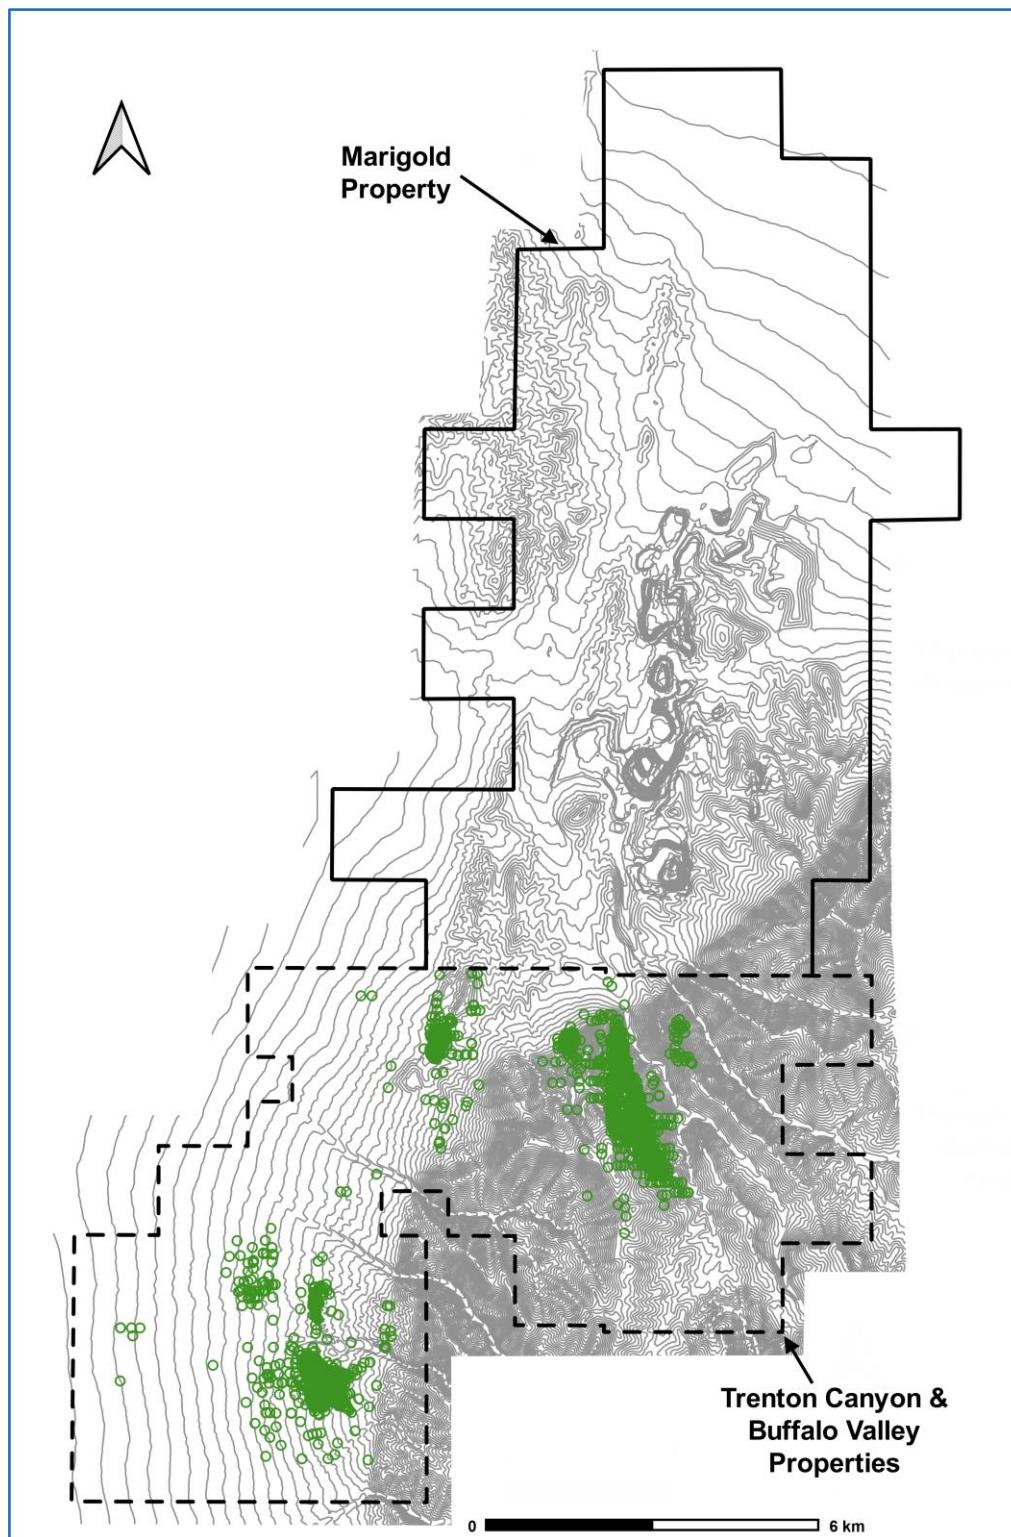 Marigold
Property
Trenton Canyon &
Buffalo Valley
Properties
0 6 km